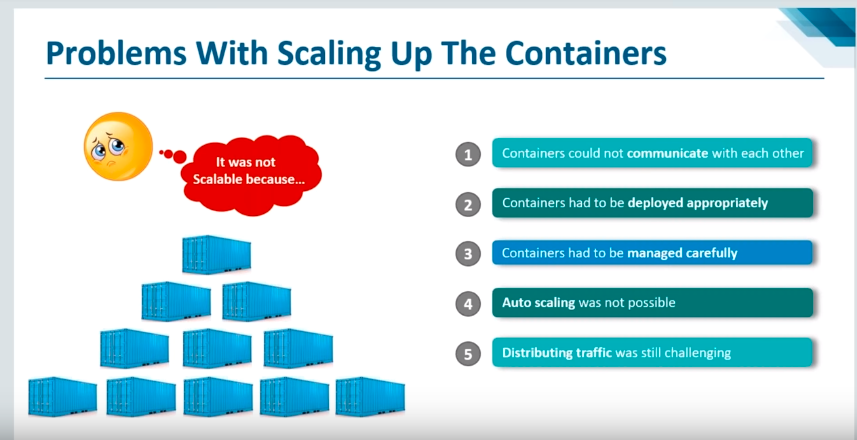 Problems With Scaling Up The Containers
It was not
Scalable because...
1 Containers could not communicate with each other
2 Containers had to be deployed appropriately
3 Containers had to be managed carefully
4 Auto scaling was not possible
5 Distributing traffic was still challenging